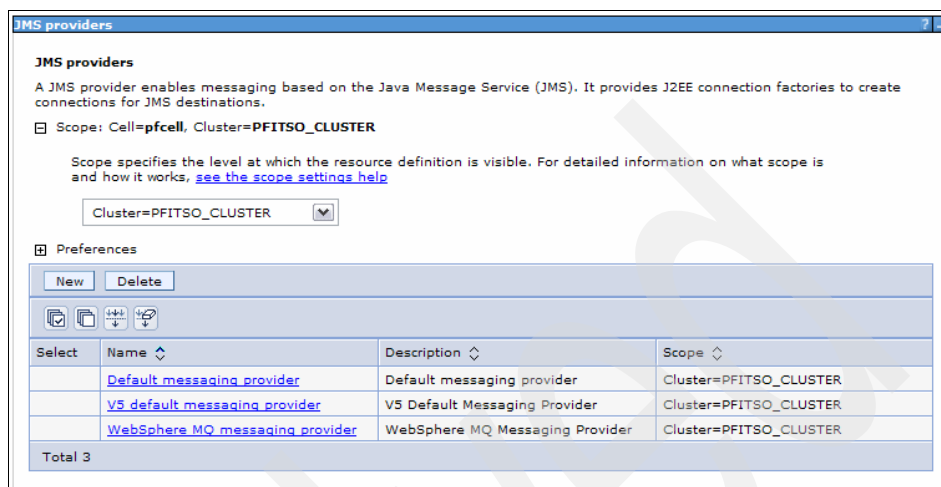 JMS providers
?
JMS providers
A JMS provider enables messaging based on the Java Message Service (JMS). It provides J2EE connection factories to create
connections for JMS destinations.
Scope: Cell=pfcell, Cluster=PFITSO_CLUSTER
Scope specifies the level at which the resource definition is visible. For detailed information on what scope is
and how it works, see the scope settings help
Cluster=PFITSO_CLUSTER
Preferences
New Delete
Select Name Description Scope
Default messaging provider Default messaging provider Cluster=PFITSO_CLUSTER
V5 default messaging provider V5 Default Messaging Provider Cluster=PFITSO_CLUSTER
WebSphere MQ messaging provider WebSphere MQ Messaging Provider Cluster=PFITSO_CLUSTER
Total 3